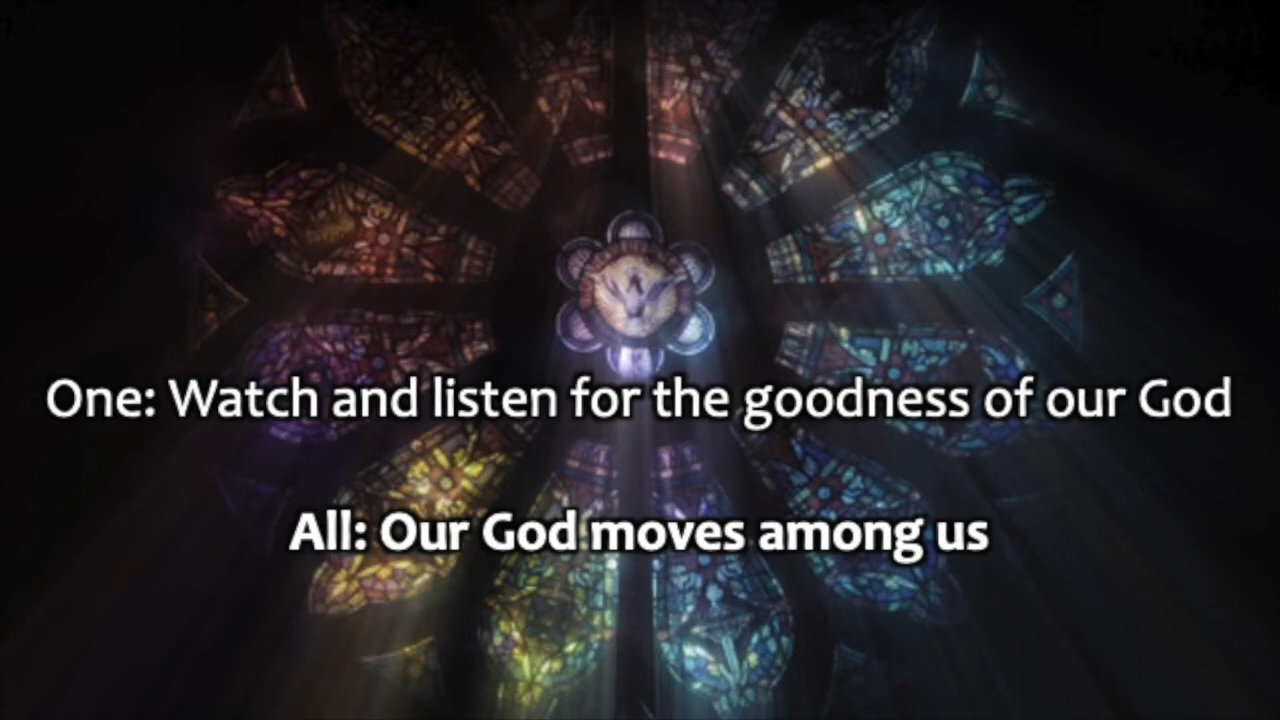 One: Watch and listen for the goodness of our God
All: Our God moves among us